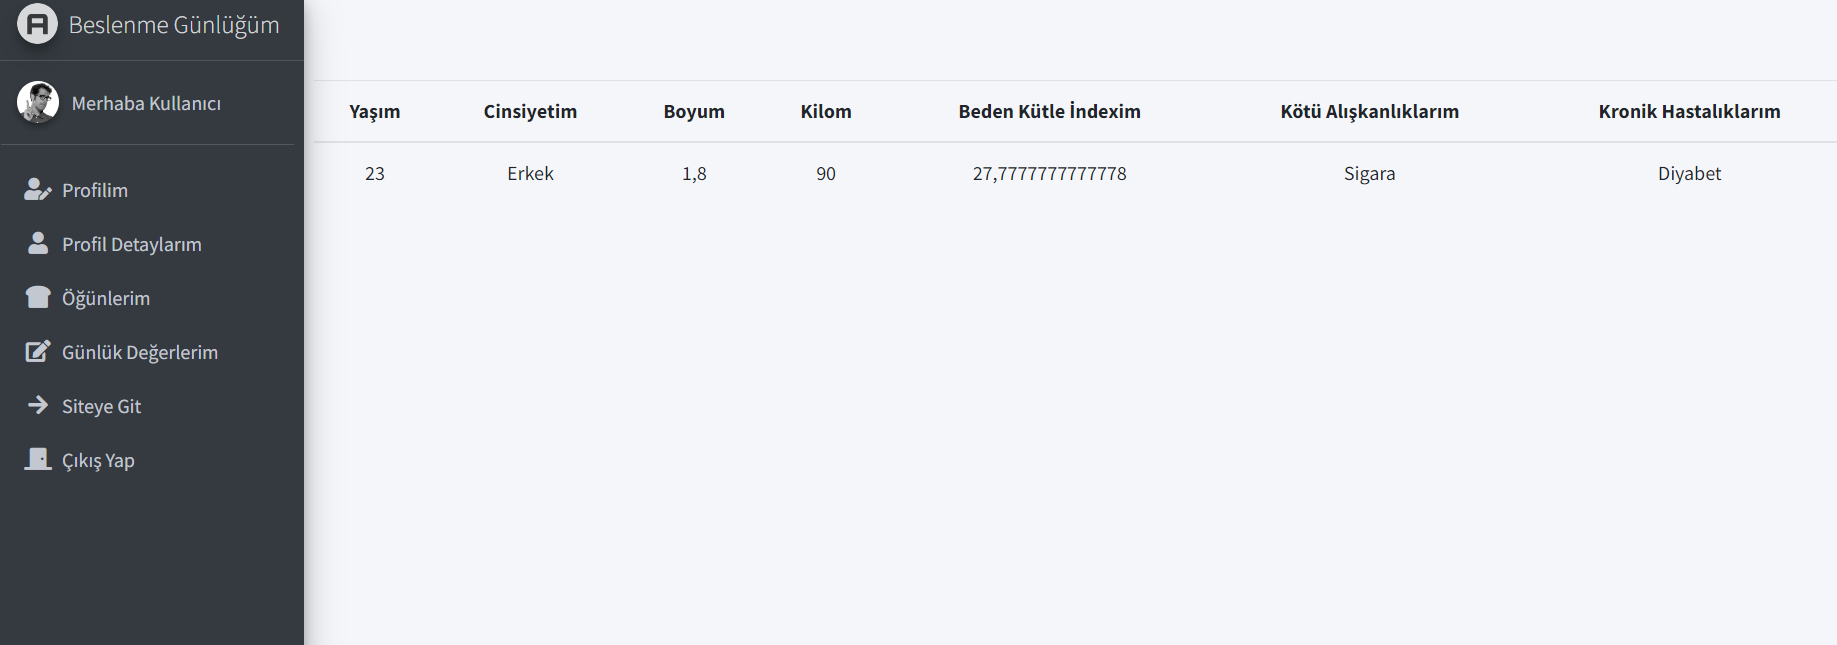 Beslenme Günlüğüm
Merhaba Kullanıcı
Profilim
Profil Detaylarım
Öğünlerim
Günlük Değerlerim
Siteye Git
Çıkış Yap
Yaşım Cinsiyetim Boyum Kilom Beden Kütle İndexim Kötü Alışkanlıklarım Kronik Hastalıklarım
23 Erkek 1,8 90 27,7777777777778 Sigara Diyabet